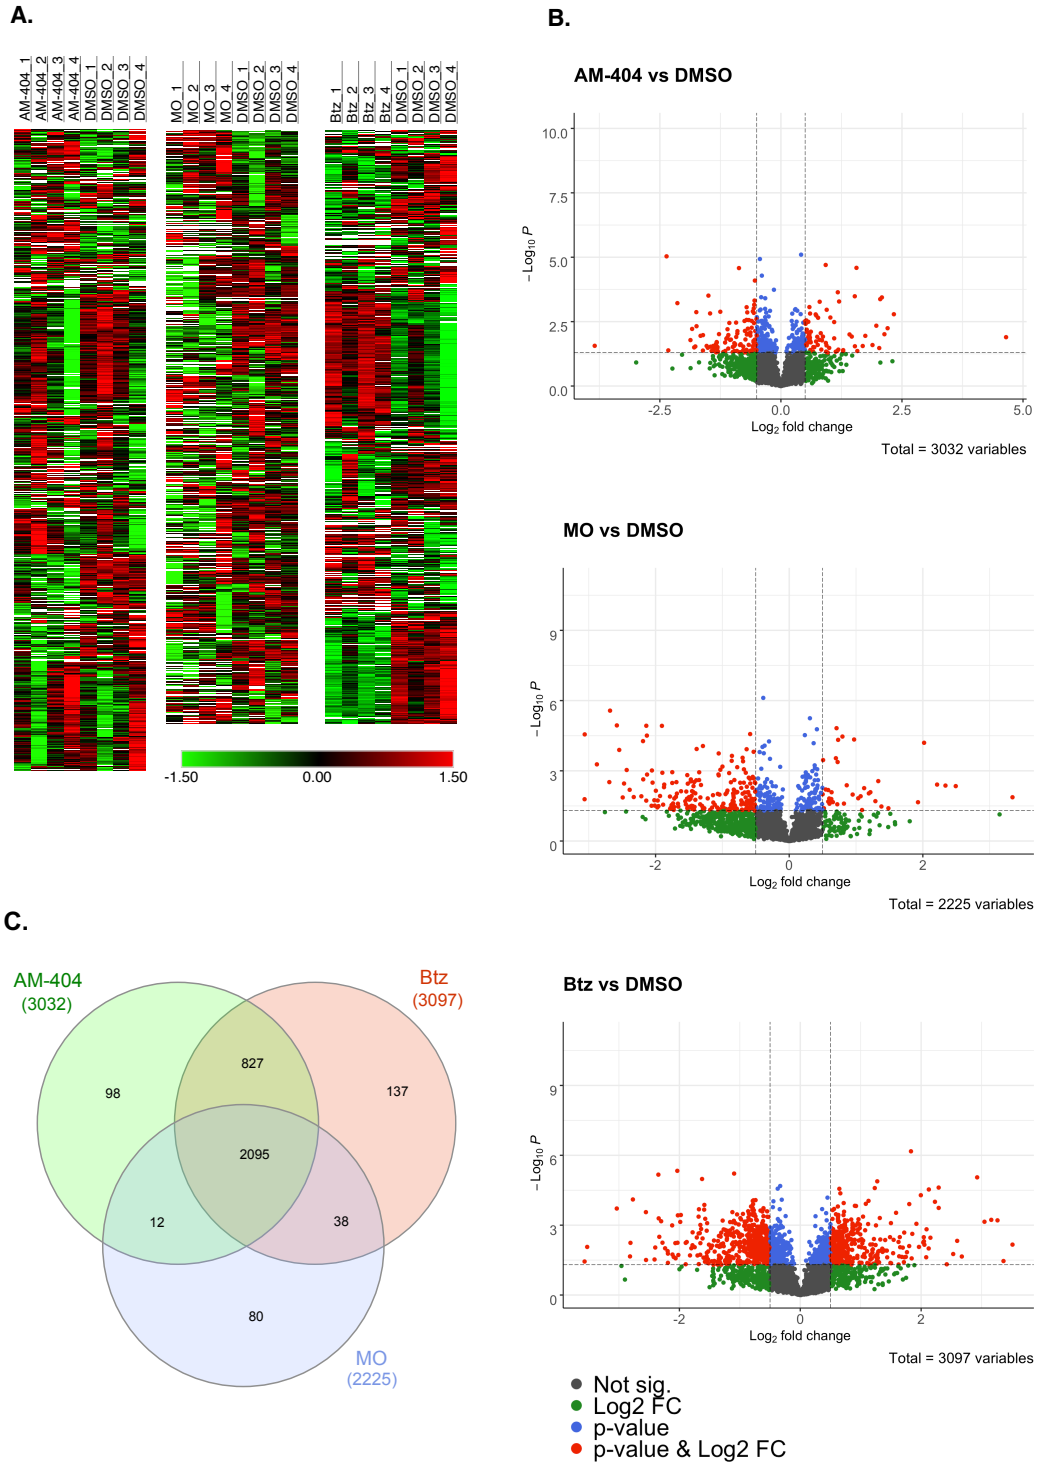 A.
AM-404_1
AM-404_2
AM-404_3
AM-404_4
DMSO_1
DMSO_2
DMSO_3
DMSO_4
MO_1
MO_2
MO_3
MO_4
DMSO_1
DMSO_2
DMSO_3
DMSO_4
Btz_1
Btz_2
Btz_3
Btz_4
DMSO_1
DMSO_2
DMSO_3
DMSO_4
-1.50 0.00 1.50
B.
AM-404 vs DMSO
10.0
7.5
5.0
2.5
0.0
− Log10 P
-2.5 0.0 2.5 5.0
Log2 fold change
Total = 3032 variables
MO vs DMSO
9
6
3
0
− Log10 P
-2 0 2
Log2 fold change
Total = 2225 variables
Btz vs DMSO
9
6
3
0
− Log10 P
-2 0 2
Log2 fold change
Total = 3097 variables
Not sig.
Log2 FC
p-value
p-value & Log2 FC
C.
AM-404
(3032)
Btz
(3097)
827
98
137
2095
12
38
80
MO
(2225)